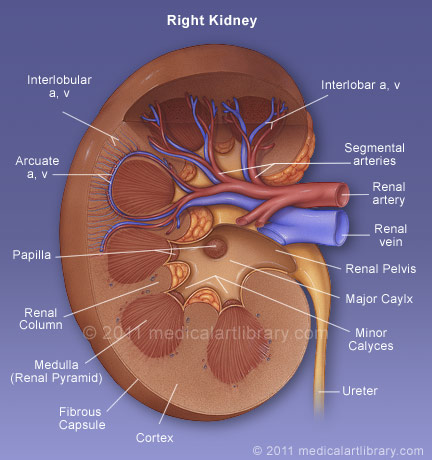 Right Kidney
Interlobular
a, v
Interlobar a, v
Arcuate
a, v
Segmental
arteries
Renal
artery
Renal
vein
Papilla
Renal Pelvis
Major Caylx
Renal
Column
© 2011 medicalartlibrary.com
Minor
Calyces
Medulla
(Renal Pyramid)
Ureter
Fibrous
Capsule
Cortex
© 2011 medicalartlibrary.com